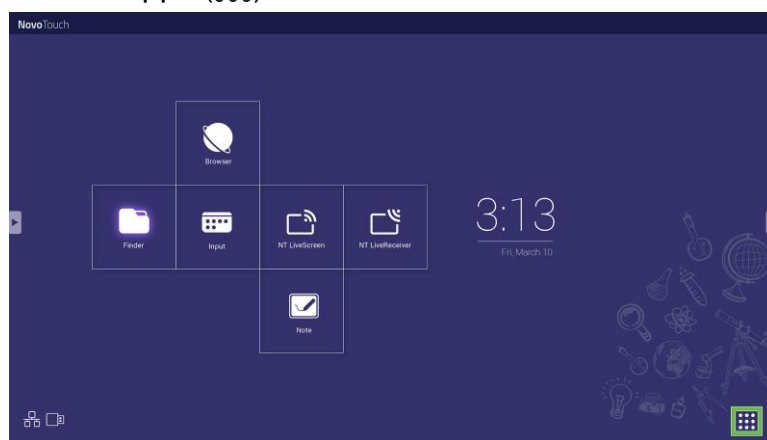 NovoTouch
Browser
Finder
Input
NT LiveScreen
NT LiveReceiver
3:13
Fri, March 10
Note